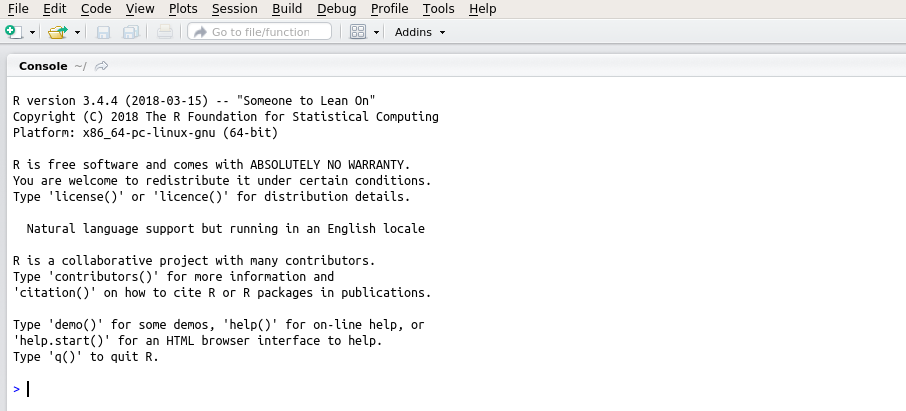 File Edit Code View Plots Session Build Debug Profile Tools Help
Go to file/function Addins
Console ~/
R version 3.4.4 (2018-03-15) -- "Someone to Lean On"
Copyright (C) 2018 The R Foundation for Statistical Computing
Platform: x86_64-pc-linux-gnu (64-bit)
R is free software and comes with ABSOLUTELY NO WARRANTY.
You are welcome to redistribute it under certain conditions.
Type 'license()' or 'licence()' for distribution details.
Natural language support but running in an English locale
R is a collaborative project with many contributors.
Type 'contributors()' for more information and
'citation()' on how to cite R or R packages in publications.
Type 'demo()' for some demos, 'help()' for on-line help, or
'help.start()' for an HTML browser interface to help.
Type 'q()' to quit R.
>